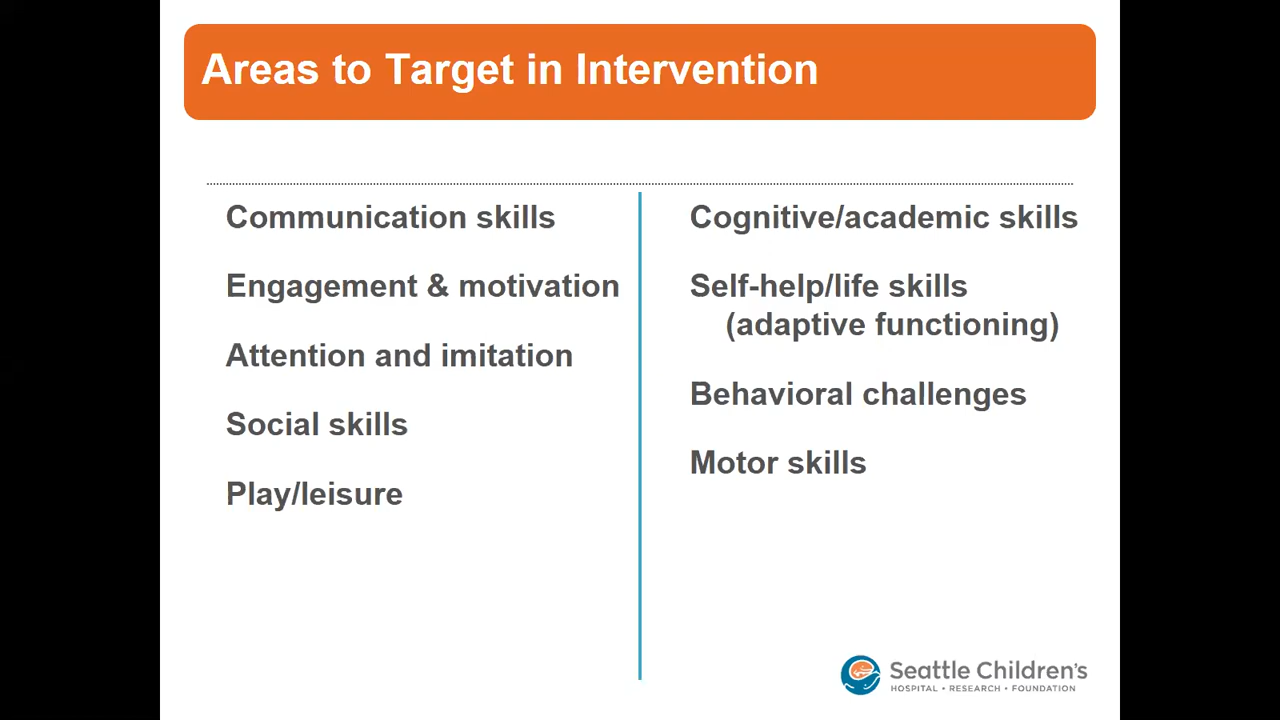 Areas to Target in Intervention
Communication skills
Engagement & motivation
Attention and imitation
Social skills
Play/leisure
Cognitive/academic skills
Self-help/life skills
(adaptive functioning)
Behavioral challenges
Motor skills
Seattle Children's
HOSPITAL • RESEARCH • FOUNDATION